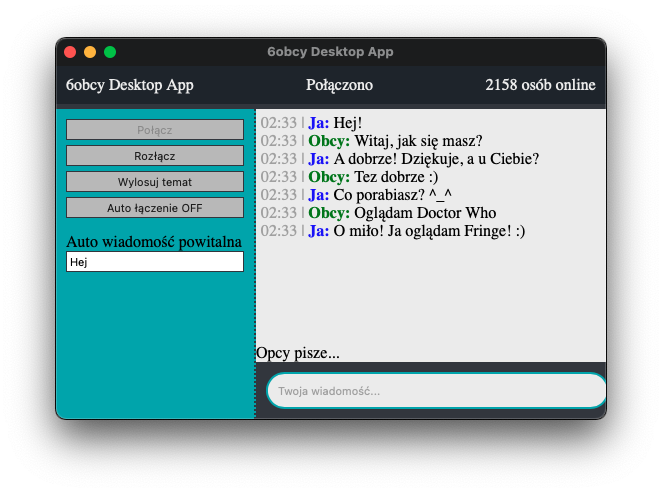 6obcy Desktop App
6obcy Desktop App Połączono 2158 osób online
Połącz
Rozłącz
Wylosuj temat
Auto łączenie OFF
Auto wiadomość powitalna
Hej
02:33 | Ja: Hej!
02:33 | Obcy: Witaj, jak się masz?
02:33 | Ja: A dobrze! Dziękuje, a u Ciebie?
02:33 | Obcy: Tez dobrze :)
02:33 | Ja: Co porabiasz? ^_^
02:33 | Obcy: Oglądam Doctor Who
02:33 | Ja: O miło! Ja oglądam Fringe! :)
Opcy pisze...
Twoja wiadomość...